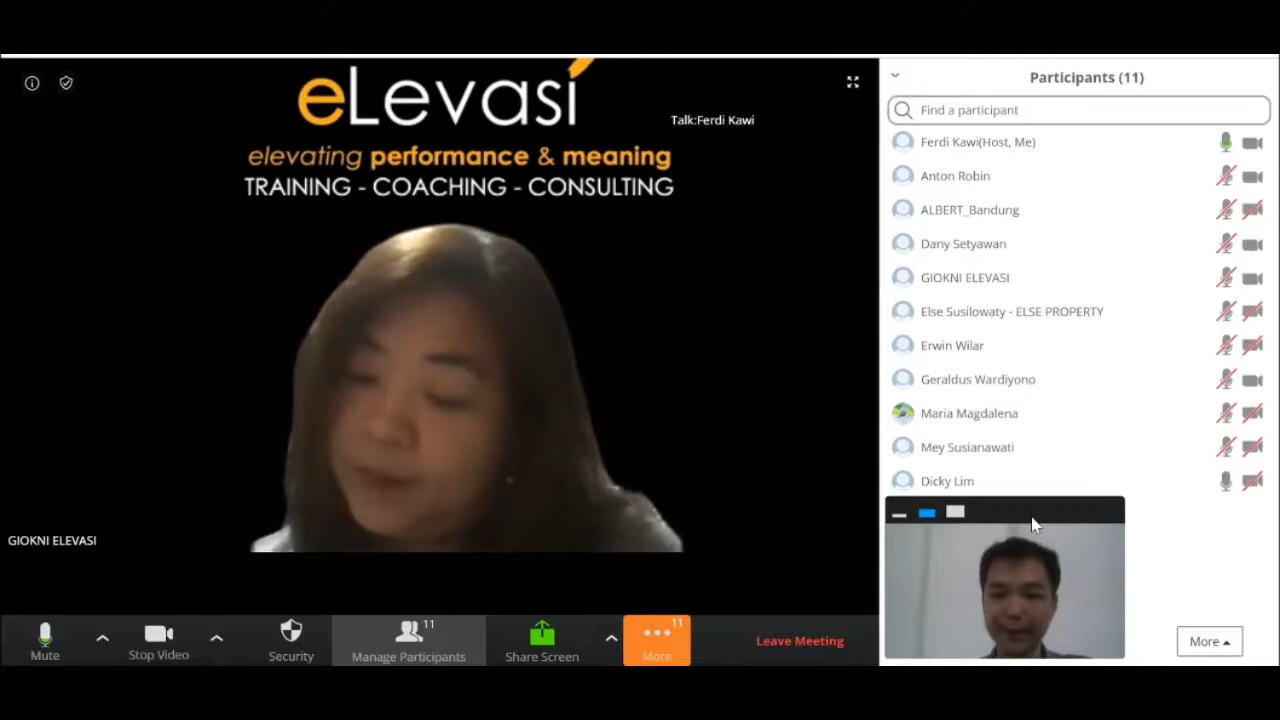 eLevasi
Talk:Ferdi Kawi
elevating performance & meaning
TRAINING - COACHING - CONSULTING
GIOKNI ELEVASI
Mute
Stop Video
Security
11
Manage Participants
Share Screen
11
More
Leave Meeting
Participants (11)
Find a participant
Ferdi Kawi(Host, Me)
Anton Robin
ALBERT_Bandung
Dany Setyawan
GIOKNI ELEVASI
Else Susilowaty - ELSE PROPERTY
Erwin Wilar
Geraldus Wardiyono
Maria Magdalena
Mey Susianawati
Dicky Lim
More